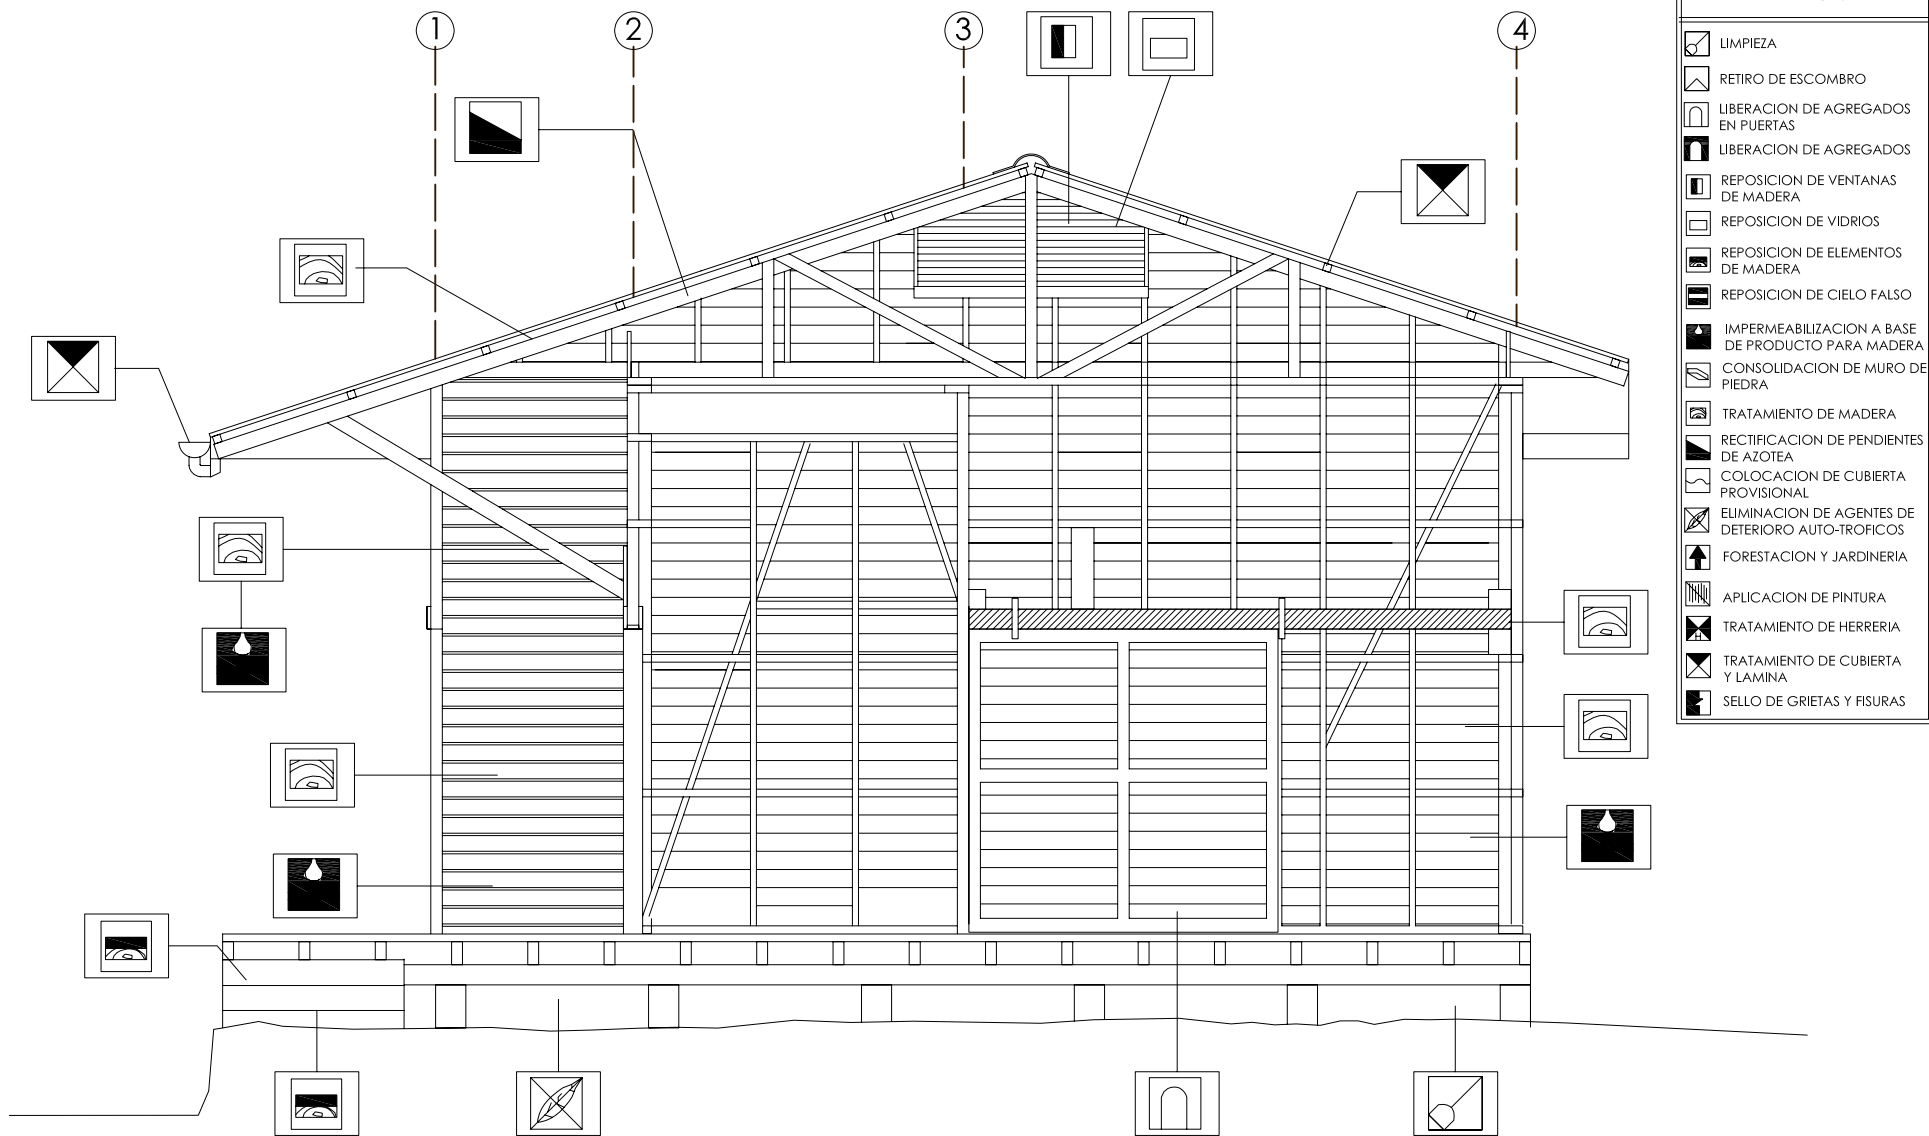 1
2
3
4
LIMPIEZA
RETIRO DE ESCOMBRO
LIBERACION DE AGREGADOS
EN PUERTAS
LIBERACION DE AGREGADOS
REPOSICION DE VENTANAS
DE MADERA
REPOSICION DE VIDRIOS
REPOSICION DE ELEMENTOS
DE MADERA
REPOSICION DE CIELO FALSO
IMPERMEABILIZACION A BASE
DE PRODUCTO PARA MADERA
CONSOLIDACION DE MURO DE
PIEDRA
TRATAMIENTO DE MADERA
RECTIFICACION DE PENDIENTES
DE AZOTEA
COLOCACION DE CUBIERTA
PROVISIONAL
ELIMINACION DE AGENTES DE
DETERIORO AUTO-TROFICOS
FORESTACION Y JARDINERIA
APLICACION DE PINTURA
H
TRATAMIENTO DE HERRERIA
TRATAMIENTO DE CUBIERTA
Y LAMINA
SELLO DE GRIETAS Y FISURAS